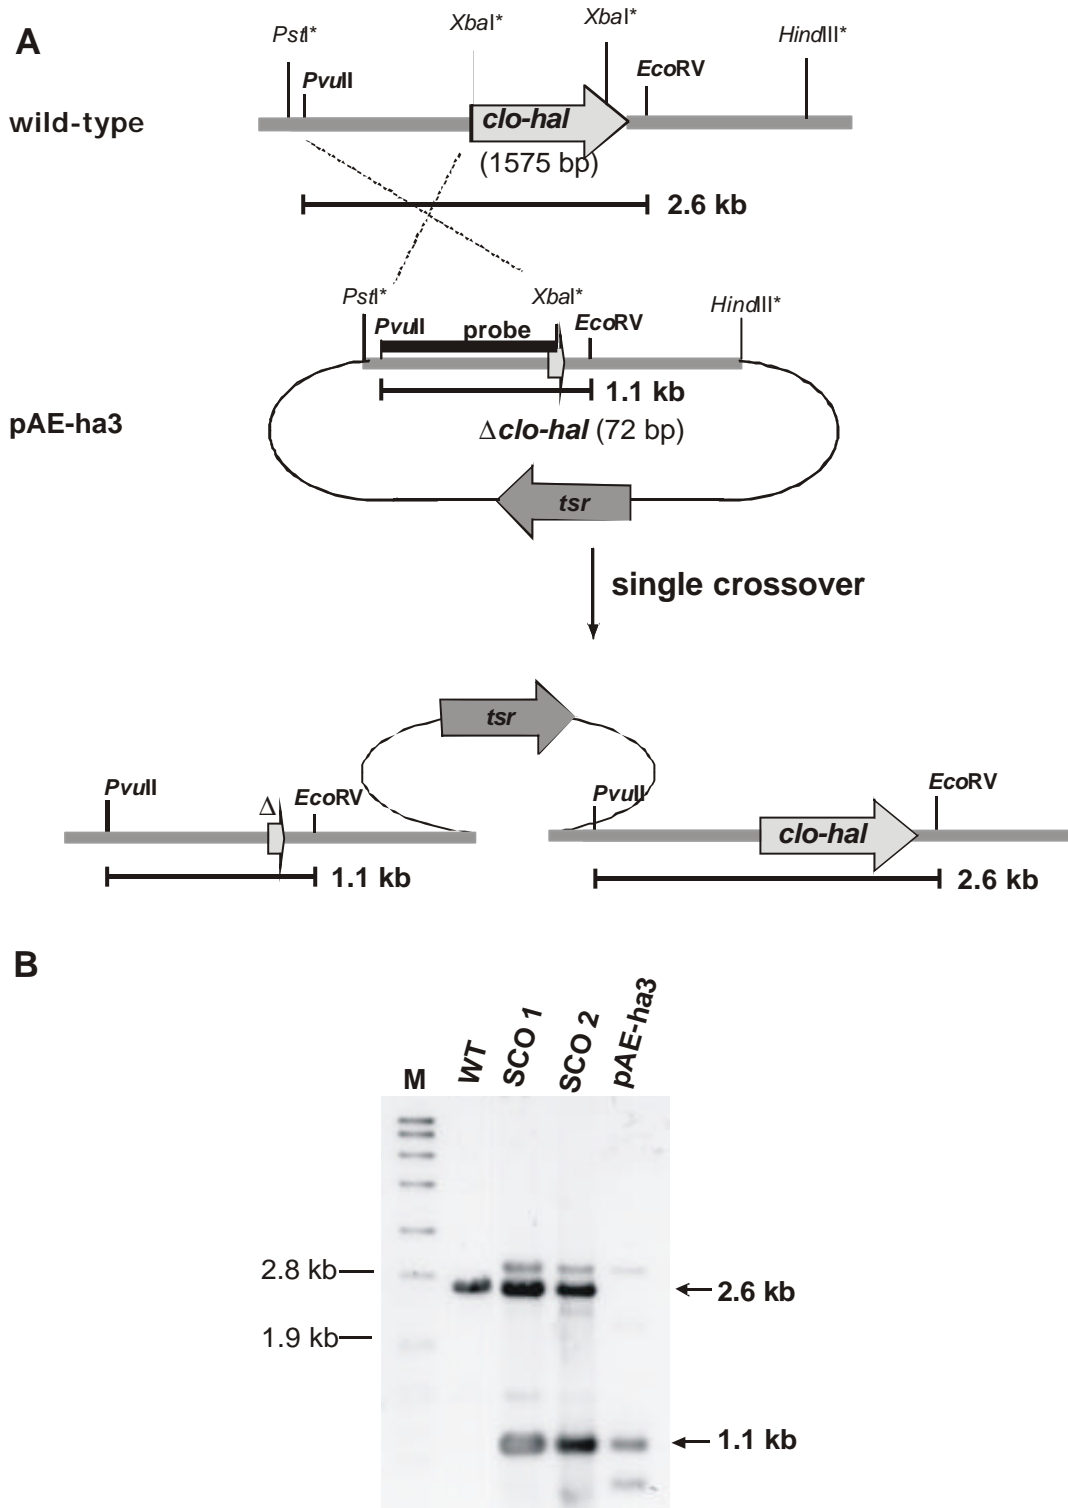 A
PstI*
XbaI*
XbaI*
HindIII*
PvuII
EcoRV
wild-type
clo-hal
(1575 bp)
2.6 kb
PstI*
XbaI*
HindIII*
PvuII
probe
EcoRV
1.1 kb
pAE-ha3
Δclo-hal (72 bp)
tsr
single crossover
tsr
PvuII
Δ
EcoRV
PvuII
EcoRV
clo-hal
1.1 kb
2.6 kb
B
M
WT
SCO 1
SCO 2
pAE-ha3
2.8 kb
2.6 kb
1.9 kb
1.1 kb